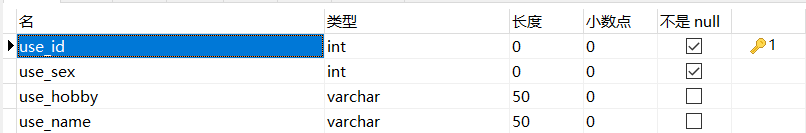 名 类型 长度 小数点 不是 null
use_id int 0 0 1
use_sex int 0 0
use_hobby varchar 50 0
use_name varchar 50 0